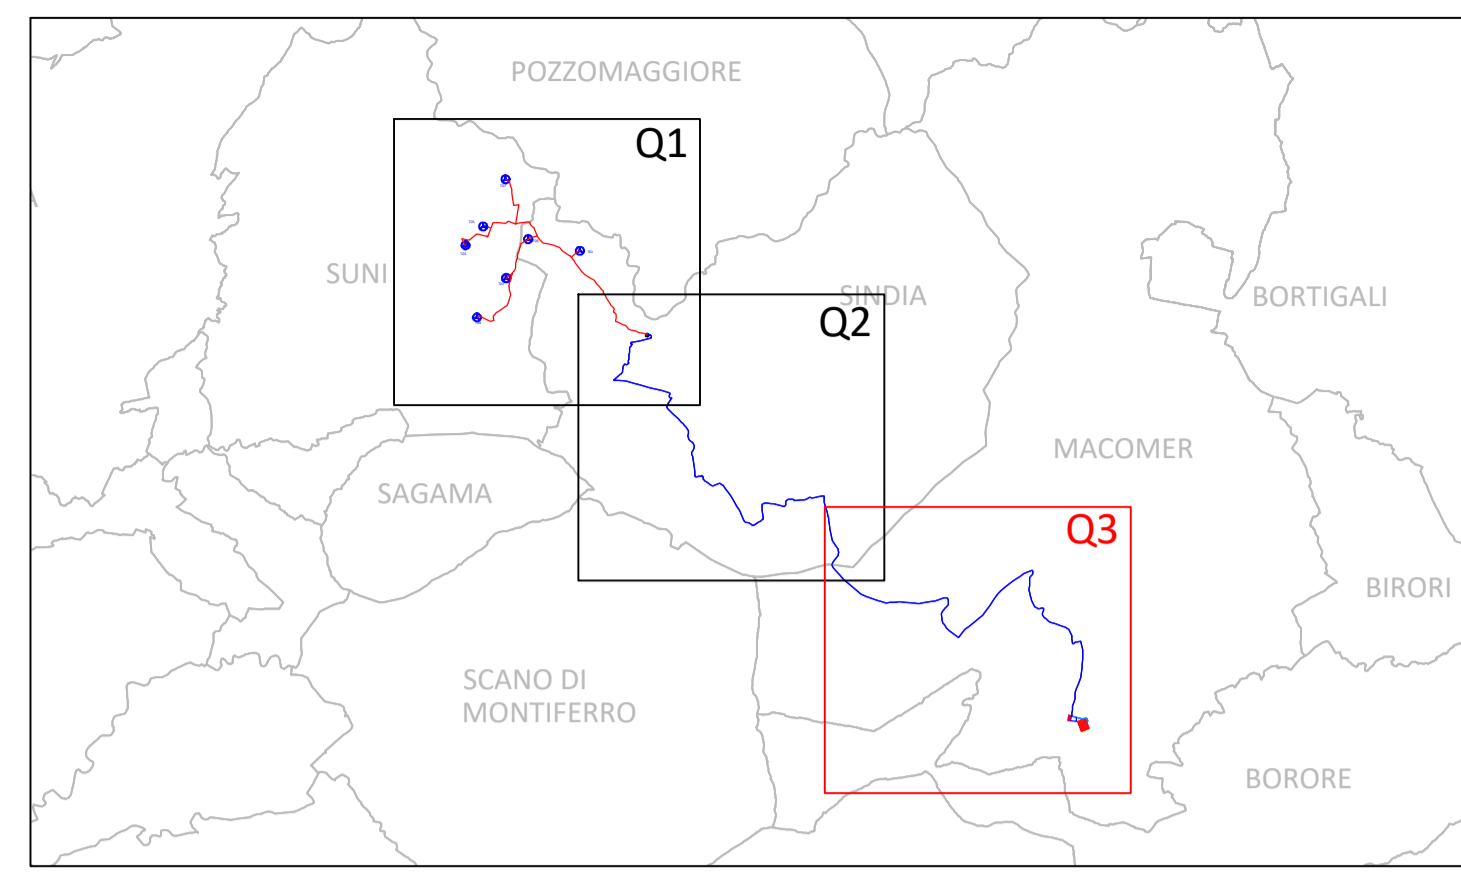 POZZOMAGGIORE
Q1
SUNI
SINDIA
BORTIGALI
Q2
MACOMER
SAGAMA
Q3
BIRORI
SCANO DI
MONTIFERRO
BORORE